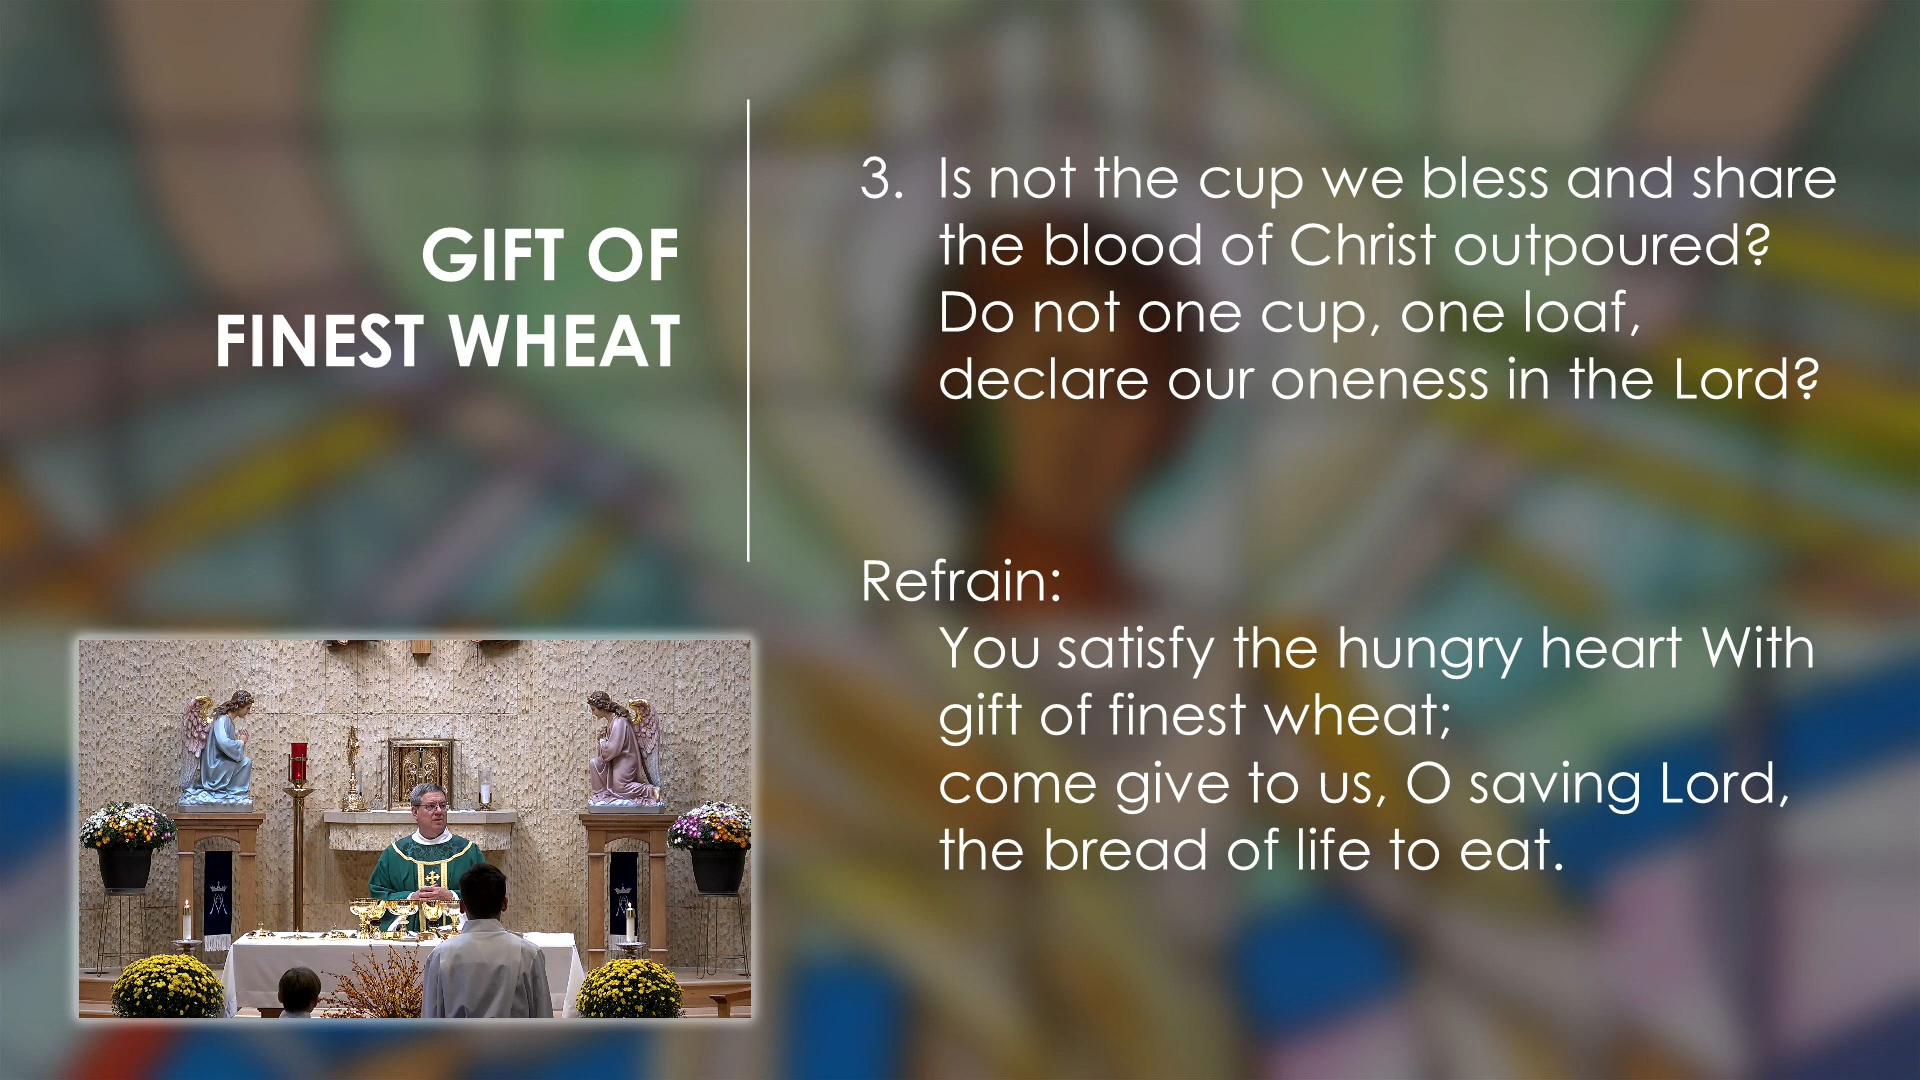 GIFT OF
FINEST WHEAT
3. Is not the cup we bless and share
the blood of Christ outpoured?
Do not one cup, one loaf,
declare our oneness in the Lord?
Refrain:
You satisfy the hungry heart With
gift of finest wheat;
come give to us, O saving Lord,
the bread of life to eat.